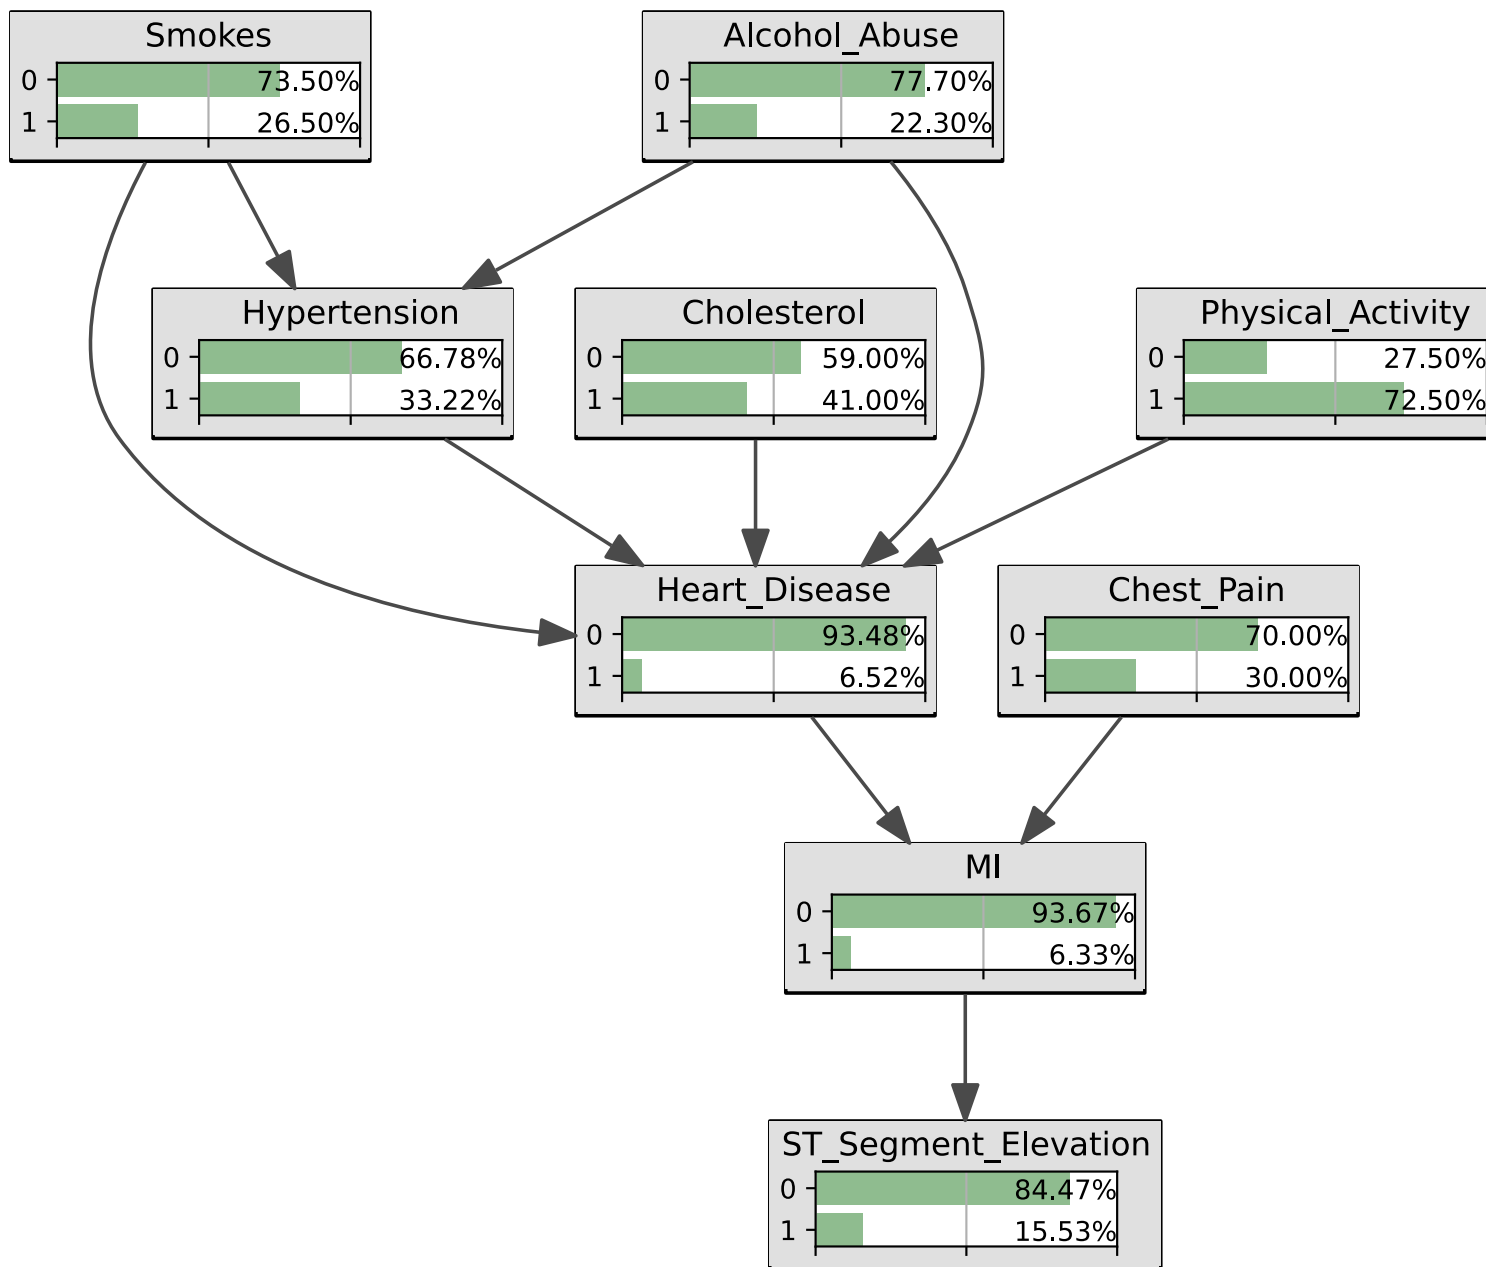 Smokes
0 73.50%
1 26.50%
Alcohol_Abuse
0 77.70%
1 22.30%
Hypertension
0 66.78%
1 33.22%
Cholesterol
0 59.00%
1 41.00%
Physical_Activity
0 27.50%
1 72.50%
Heart_Disease
0 93.48%
1 6.52%
Chest_Pain
0 70.00%
1 30.00%
MI
0 93.67%
1 6.33%
ST_Segment_Elevation
0 84.47%
1 15.53%